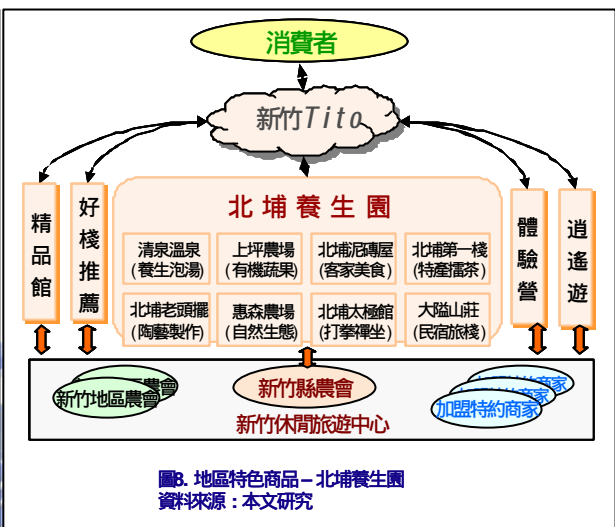 消費者
新竹Tito
精品館
好棧推薦
北埔養生園
清泉溫泉
(養生泡湯)
上坪農場
(有機蔬果)
北埔泥磚屋
(客家美食)
北埔第一棧
(特產擂茶)
北埔老頭擺
(陶藝製作)
惠森農場
(自然生態)
北埔太極館
(打拳禪坐)
大隘山莊
(民宿旅棧)
體驗營
逍遙遊
新竹地區農會
新竹縣農會
加盟特約商家
新竹休閒旅遊中心
圖8. 地區特色商品 – 北埔養生園
資料來源：本文研究